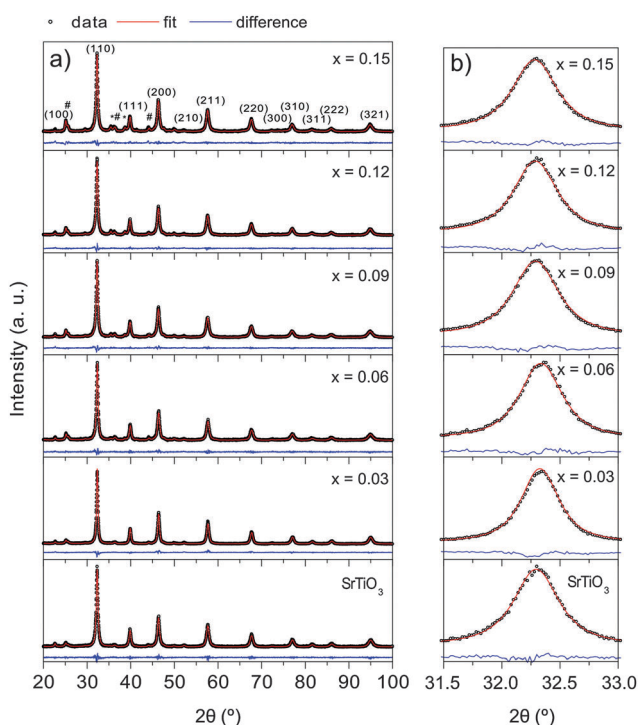 data fit difference
a)
(110)
x = 0.15
#
(100)
*# *
(111)
#
(200)
(210)
(211)
(220)
(300)
(310)
(311)
(222)
(321)
x = 0.12
x = 0.09
x = 0.06
x = 0.03
SrTiO3
Intensity (a. u.)
20 30 40 50 60 70 80 90 100
2θ (º)
b)
x = 0.15
x = 0.12
x = 0.09
x = 0.06
x = 0.03
SrTiO3
31.5 32.0 32.5 33.0
2θ (º)